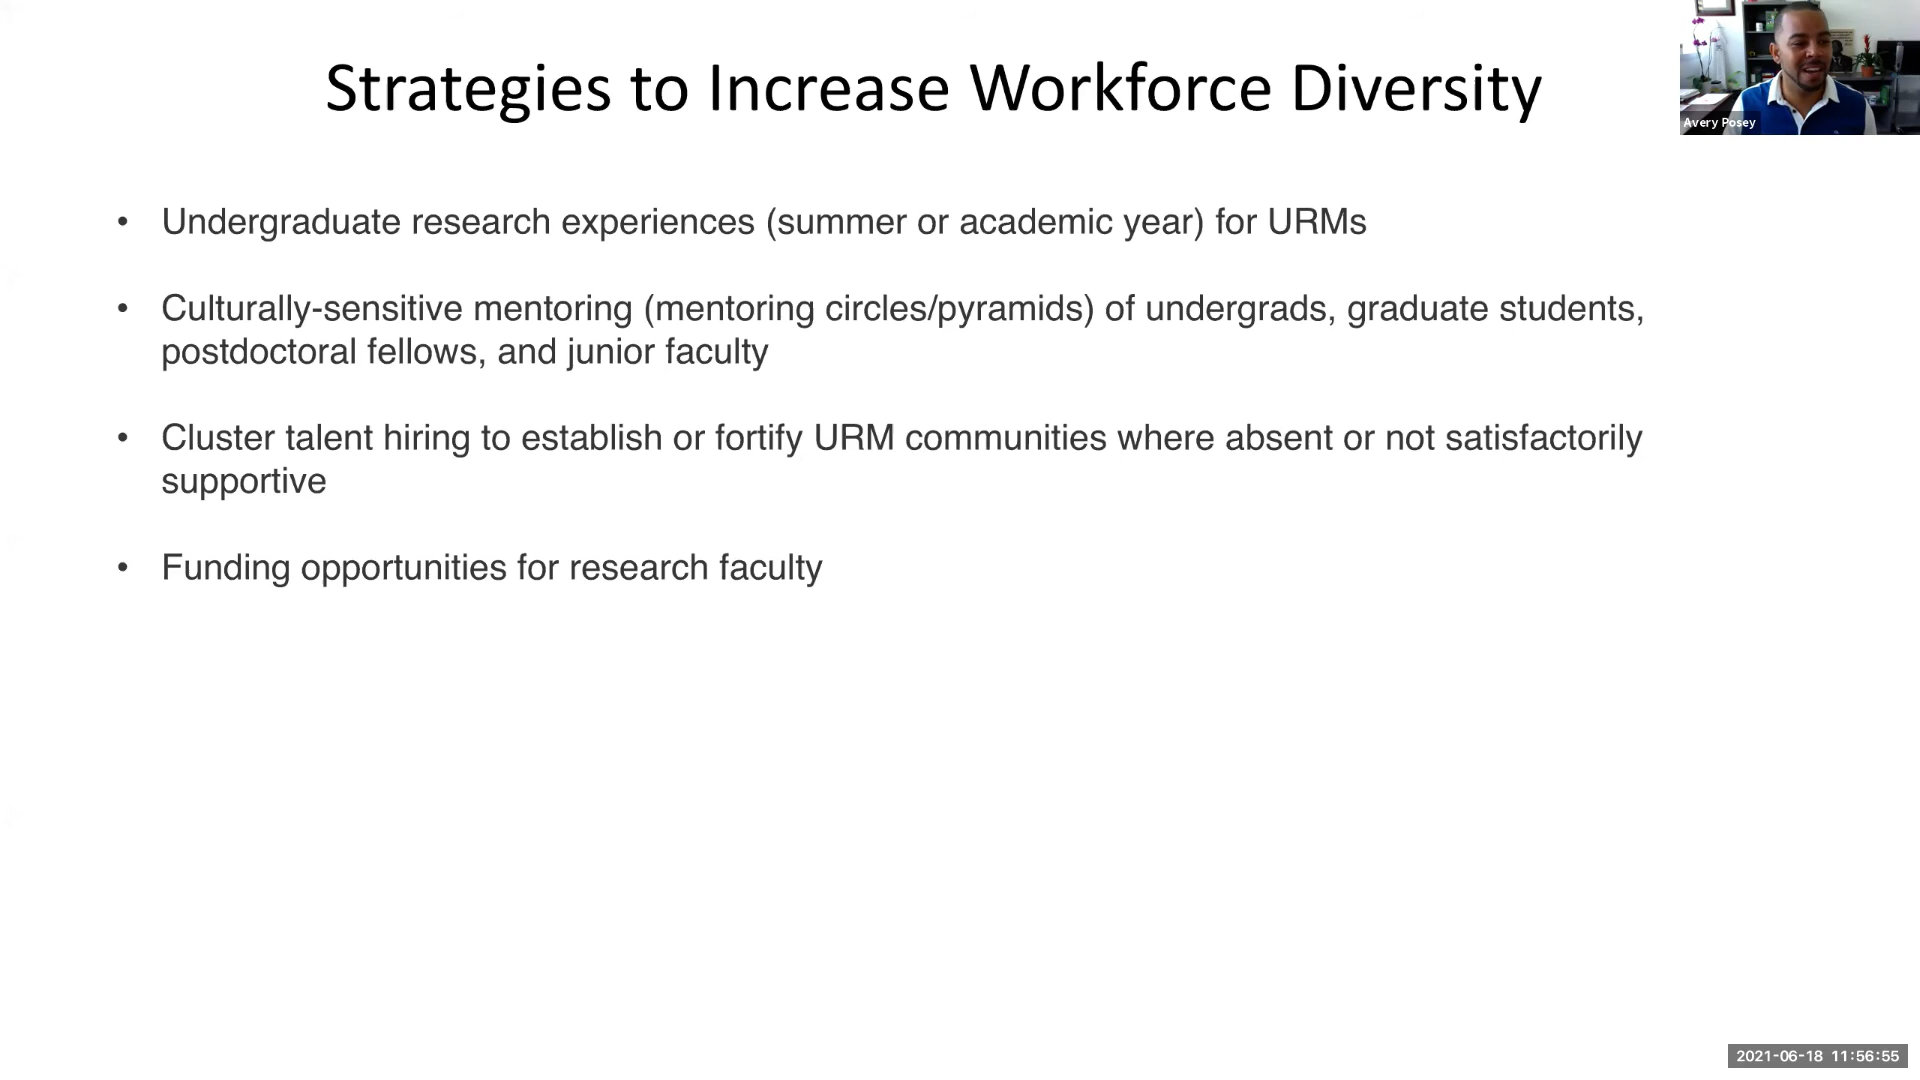 Strategies to Increase Workforce Diversity
Avery Posey
• Undergraduate research experiences (summer or academic year) for URMs
• Culturally-sensitive mentoring (mentoring circles/pyramids) of undergrads, graduate students,
postdoctoral fellows, and junior faculty
• Cluster talent hiring to establish or fortify URM communities where absent or not satisfactorily
supportive
• Funding opportunities for research faculty
2021-06-18 11:56:55